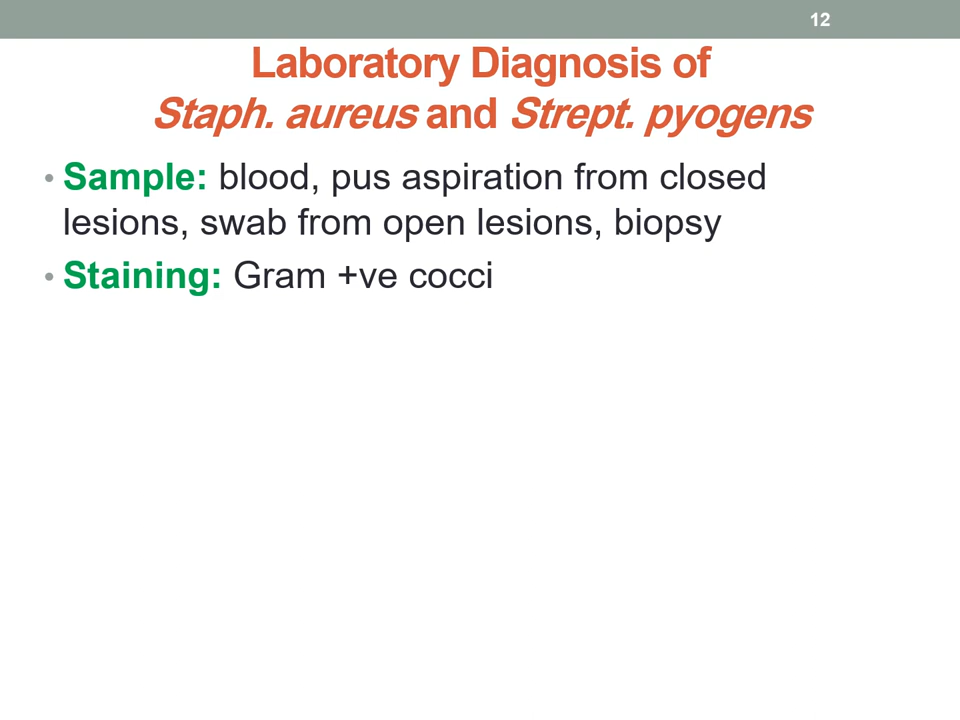 12
Laboratory Diagnosis of
Staph. aureus and Strept. pyogens
• Sample: blood, pus aspiration from closed
lesions, swab from open lesions, biopsy
• Staining: Gram +ve cocci